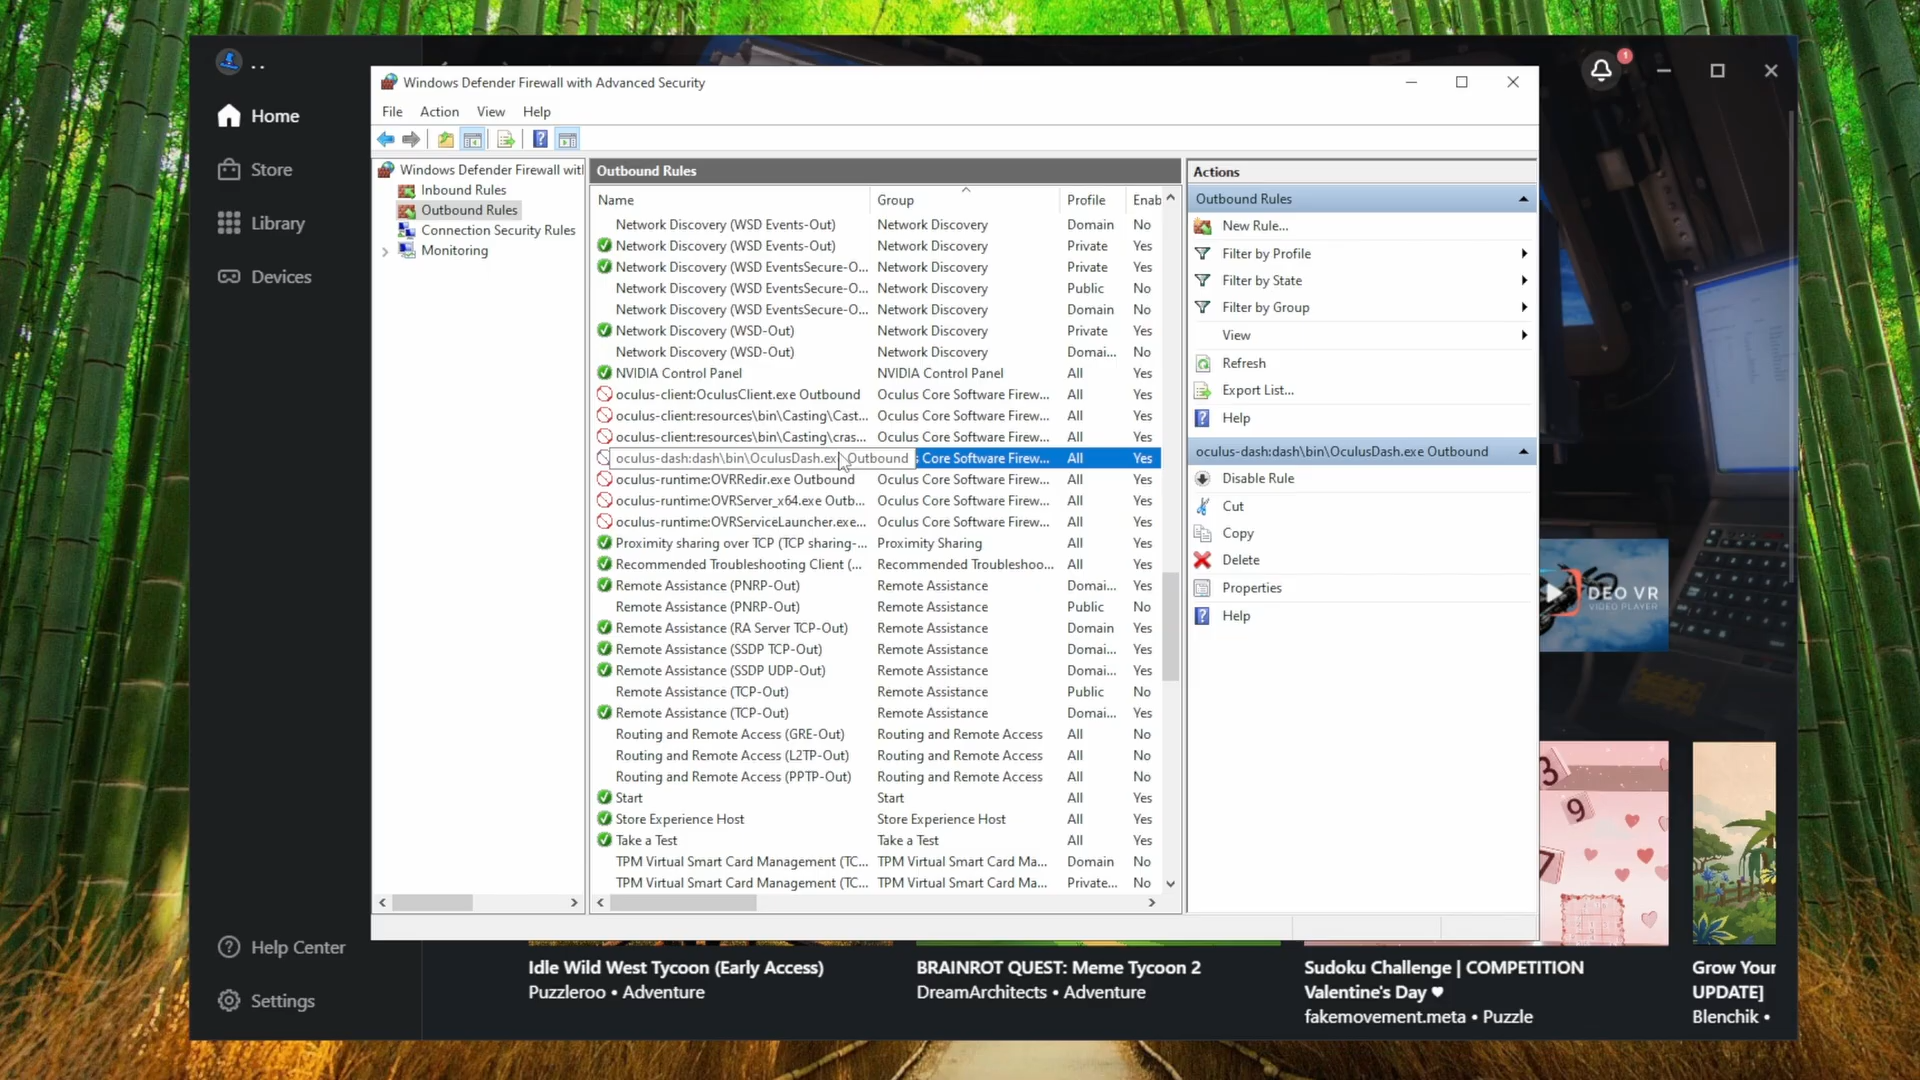 . .
Home
Store
Library
Devices
Help Center
Settings
1
Windows Defender Firewall with Advanced Security
File Action View Help
Windows Defender Firewall wit
Inbound Rules
Outbound Rules
Connection Security Rules
Monitoring
Outbound Rules
Name Group Profile Enab
Network Discovery (WSD Events-Out) Network Discovery Domain No
Network Discovery (WSD Events-Out) Network Discovery Private Yes
Network Discovery (WSD EventsSecure-O... Network Discovery Private Yes
Network Discovery (WSD EventsSecure-O... Network Discovery Public No
Network Discovery (WSD EventsSecure-O... Network Discovery Domain No
Network Discovery (WSD-Out) Network Discovery Private Yes
Network Discovery (WSD-Out) Network Discovery Domai... No
NVIDIA Control Panel NVIDIA Control Panel All Yes
oculus-client:OculusClient.exe Outbound Oculus Core Software Firew... All Yes
oculus-client:resources\bin\Casting\Cast... Oculus Core Software Firew... All Yes
oculus-client:resources\bin\Casting\cras... Oculus Core Software Firew... All Yes
oculus-dash:dash\bin\OculusDash.exe Outbound Core Software Firew... All Yes
oculus-runtime:OVRRedir.exe Outbound Oculus Core Software Firew... All Yes
oculus-runtime:OVRServer_x64.exe Outb... Oculus Core Software Firew... All Yes
oculus-runtime:OVRServiceLauncher.exe... Oculus Core Software Firew... All Yes
Proximity sharing over TCP (TCP sharing-... Proximity Sharing All Yes
Recommended Troubleshooting Client (... Recommended Troubleshoo... All Yes
Remote Assistance (PNRP-Out) Remote Assistance Domai... Yes
Remote Assistance (PNRP-Out) Remote Assistance Public No
Remote Assistance (RA Server TCP-Out) Remote Assistance Domain Yes
Remote Assistance (SSDP TCP-Out) Remote Assistance Domai... Yes
Remote Assistance (SSDP UDP-Out) Remote Assistance Domai... Yes
Remote Assistance (TCP-Out) Remote Assistance Public No
Remote Assistance (TCP-Out) Remote Assistance Domai... Yes
Routing and Remote Access (GRE-Out) Routing and Remote Access All No
Routing and Remote Access (L2TP-Out) Routing and Remote Access All No
Routing and Remote Access (PPTP-Out) Routing and Remote Access All No
Start Start All Yes
Store Experience Host Store Experience Host All Yes
Take a Test Take a Test All Yes
TPM Virtual Smart Card Management (TC... TPM Virtual Smart Card Ma... Domain No
TPM Virtual Smart Card Management (TC... TPM Virtual Smart Card Ma... Private... No
Actions
Outbound Rules
New Rule...
Filter by Profile
Filter by State
Filter by Group
View
Refresh
Export List...
Help
oculus-dash:dash\bin\OculusDash.exe Outbound
Disable Rule
Cut
Copy
Delete
Properties
Help
DEO VR
VIDEO PLAYER
3
9
7
Idle Wild West Tycoon (Early Access)
Puzzleroo • Adventure
BRAINROT QUEST: Meme Tycoon 2
DreamArchitects • Adventure
Sudoku Challenge | COMPETITION
Valentine's Day ♥
fakemovement.meta • Puzzle
Grow Your
UPDATE]
Blenchik •